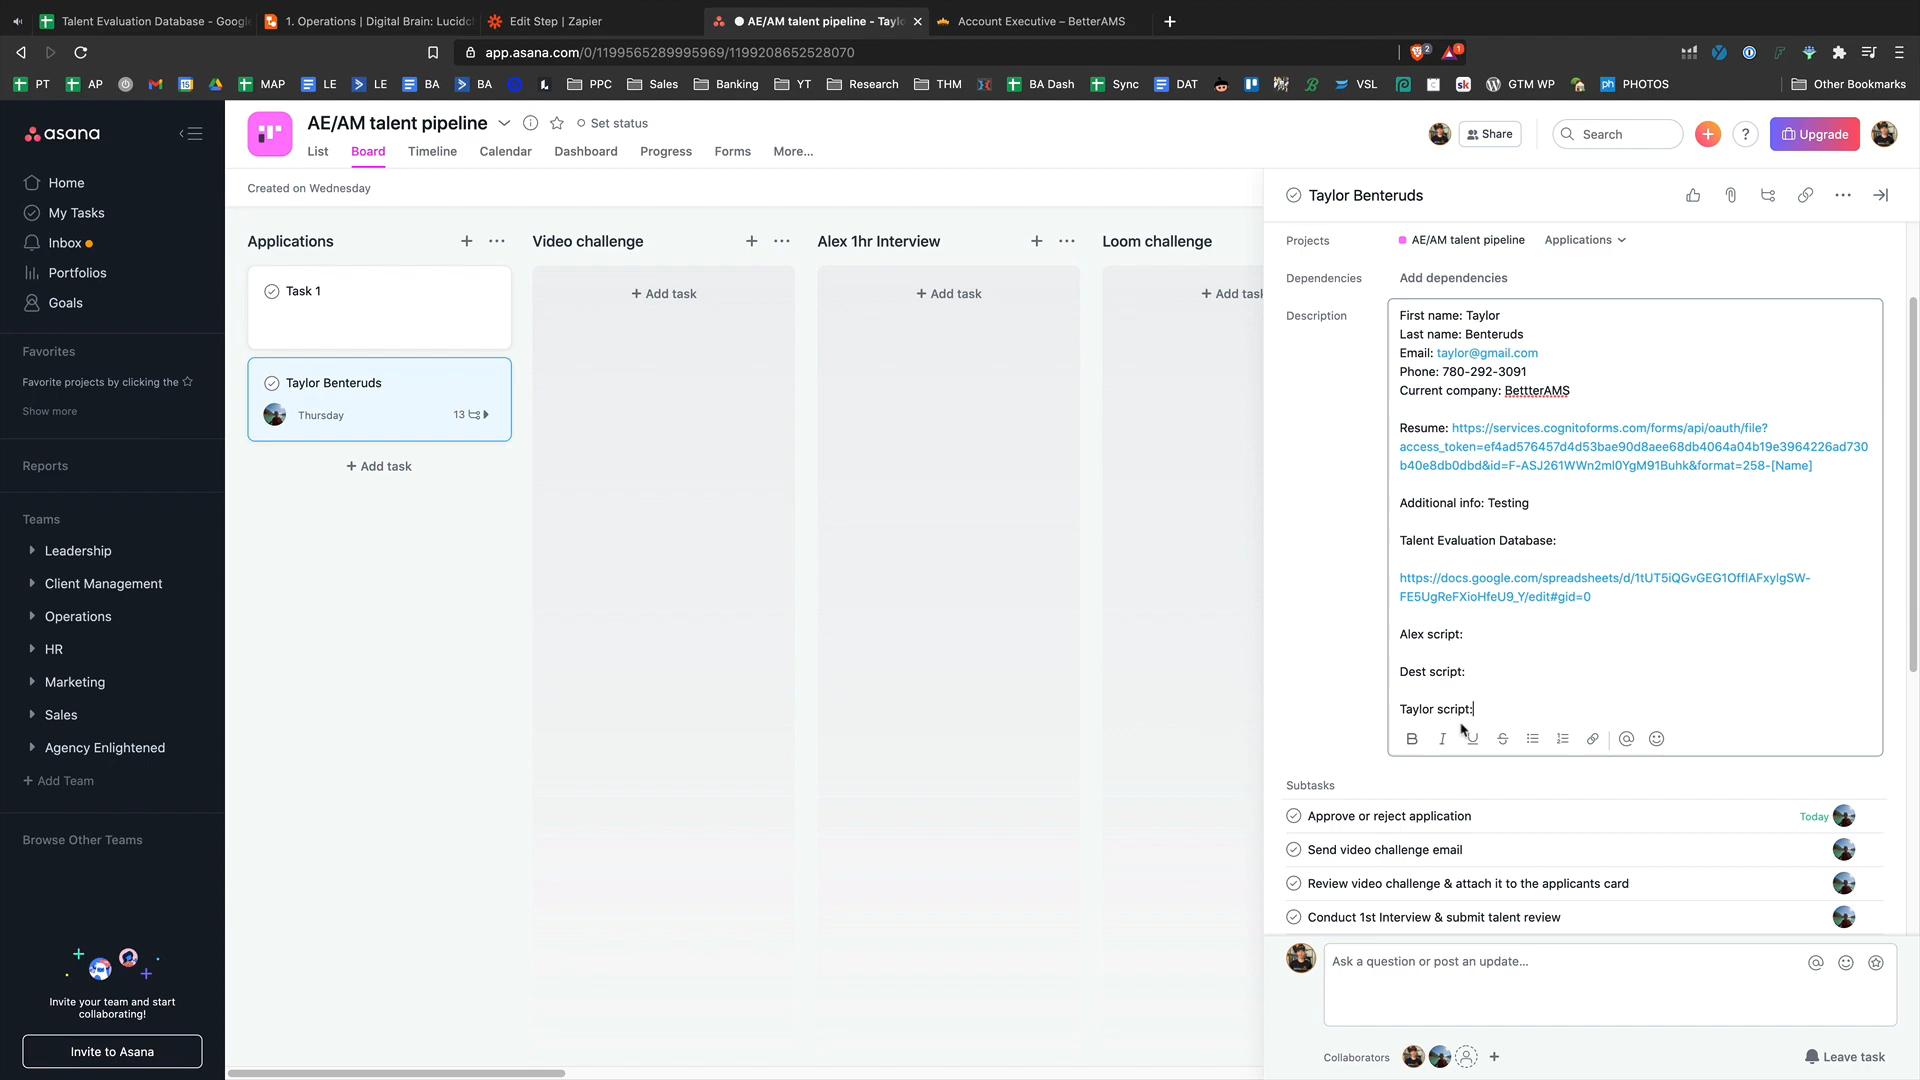 Talent Evaluation Database - Google
1. Operations | Digital Brain: Lucidc
Edit Step | Zapier
AE/AM talent pipeline - Taylo
Account Executive – BetterAMS
app.asana.com/0/1199565289995969/1199208652528070
2
1
PT
AP
MAP
LE
LE
BA
BA
PPC
Sales
Banking
YT
Research
THM
BA Dash
Sync
DAT
VSL
sk
GTM WP
ph PHOTOS
Other Bookmarks
asana
Home
My Tasks
Inbox
Portfolios
Goals
Favorites
Favorite projects by clicking the
Show more
Reports
Teams
Leadership
Client Management
Operations
HR
Marketing
Sales
Agency Enlightened
+ Add Team
Browse Other Teams
Invite your team and start
collaborating!
Invite to Asana
AE/AM talent pipeline
Set status
List
Board
Timeline
Calendar
Dashboard
Progress
Forms
More...
Share
Search
?
Upgrade
Created on Wednesday
Applications
Task 1
Taylor Benteruds
Thursday
13
+ Add task
Video challenge
+ Add task
Alex 1hr Interview
+ Add task
Loom challenge
+ Add task
Taylor Benteruds
Projects
AE/AM talent pipeline
Applications
Dependencies
Add dependencies
Description
First name: Taylor
Last name: Benteruds
Email: taylor@gmail.com
Phone: 780-292-3091
Current company: BettterAMS
Resume: https://services.cognitoforms.com/forms/api/oauth/file?
access_token=ef4ad576457d4d53bae90d8aee68db4064a04b19e3964226ad730
b40e8db0dbd&id=F-ASJ261WWn2ml0YgM91Buhk&format=258-[Name]
Additional info: Testing
Talent Evaluation Database:
https://docs.google.com/spreadsheets/d/1tUT5iQGvGEG1OffIAFxyIgSW-
FE5UgReFXioHfeU9_Y/edit#gid=0
Alex script:
Dest script:
Taylor script:
B
I
U
S
Subtasks
Approve or reject application
Today
Send video challenge email
Review video challenge & attach it to the applicants card
Conduct 1st Interview & submit talent review
Ask a question or post an update...
Collaborators
Leave task